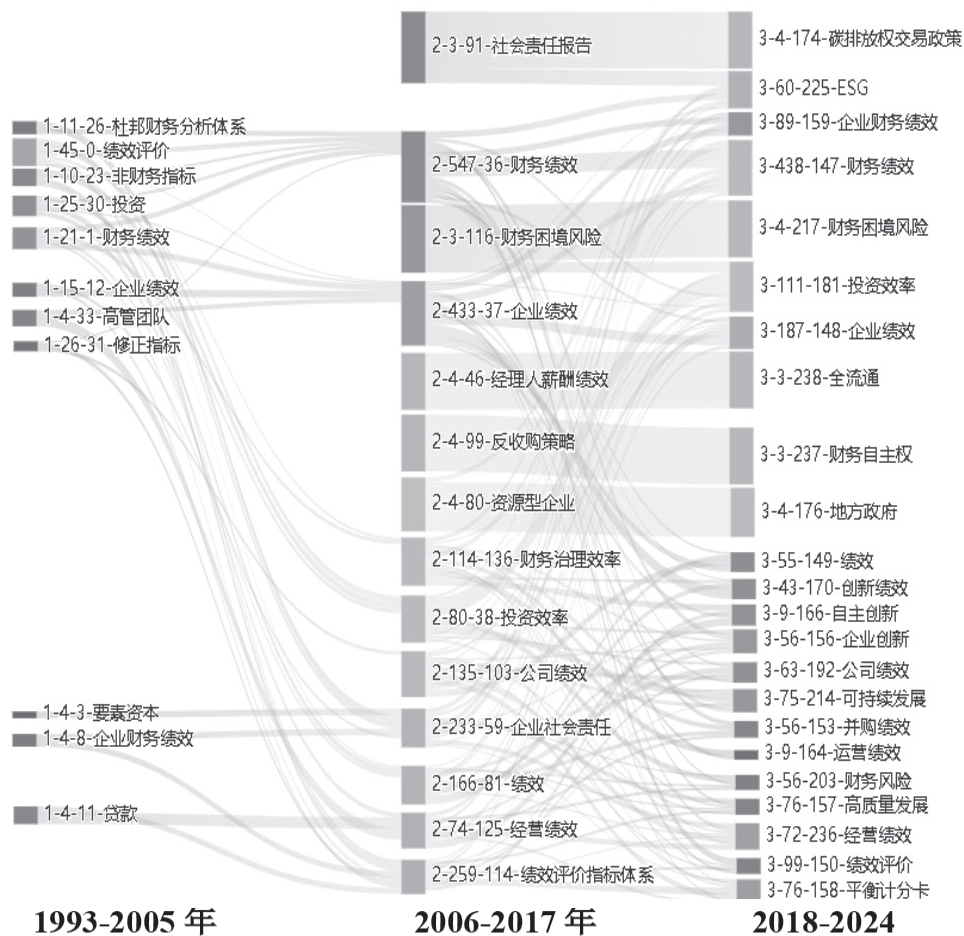 1-11-26-杜邦财务分析体系
1-45-0-绩效评价
1-10-23-非财务指标
1-25-30-投资
1-21-1-财务绩效
1-15-12-企业绩效
1-4-33-高管团队
1-26-31-修正指标
1-4-3-要素资本
1-4-8-企业财务绩效
1-4-11-贷款
1993-2005 年
2-3-91-社会责任报告
2-547-36-财务绩效
2-3-116-财务困境风险
2-433-37-企业绩效
2-4-46-经理人薪酬绩效
2-4-99-反收购策略
2-4-80-资源型企业
2-114-136-财务治理效率
2-80-38-投资效率
2-135-103-公司绩效
2-233-59-企业社会责任
2-166-81-绩效
2-74-125-经营绩效
2-259-114-绩效评价指标体系
2006-2017 年
3-4-174-碳排放权交易政策
3-60-225-ESG
3-89-159-企业财务绩效
3-438-147-财务绩效
3-4-217-财务困境风险
3-111-181-投资效率
3-187-148-企业绩效
3-3-238-全流通
3-3-237-财务自主权
3-4-176-地方政府
3-55-149-绩效
3-43-170-创新绩效
3-9-166-自主创新
3-56-156-企业创新
3-63-192-公司绩效
3-75-214-可持续发展
3-56-153-并购绩效
3-9-164-运营绩效
3-56-203-财务风险
3-76-157-高质量发展
3-72-236-经营绩效
3-99-150-绩效评价
3-76-158-平衡计分卡
2018-2024